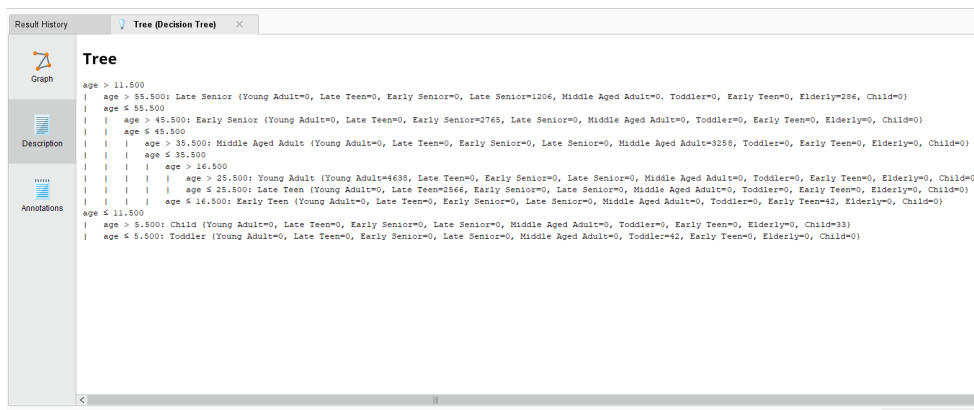 Result History
Tree (Decision Tree)
Graph
Description
Annotations
Tree
age > 11.500
| age > 55.500: Late Senior {Young Adult=0, Late Teen=0, Early Senior=0, Late Senior=1206, Middle Aged Adult=0, Toddler=0, Early Teen=0, Elderly=286, Child=0}
| age ≤ 55.500
| | age > 45.500: Early Senior {Young Adult=0, Late Teen=0, Early Senior=2765, Late Senior=0, Middle Aged Adult=0, Toddler=0, Early Teen=0, Elderly=0, Child=0}
| | age ≤ 45.500
| | | age > 35.500: Middle Aged Adult {Young Adult=0, Late Teen=0, Early Senior=0, Late Senior=0, Middle Aged Adult=3258, Toddler=0, Early Teen=0, Elderly=0, Child=0}
| | | age ≤ 35.500
| | | | age > 16.500
| | | | | age > 25.500: Young Adult {Young Adult=4638, Late Teen=0, Early Senior=0, Late Senior=0, Middle Aged Adult=0, Toddler=0, Early Teen=0, Elderly=0, Child=0
| | | | | age ≤ 25.500: Late Teen {Young Adult=0, Late Teen=2566, Early Senior=0, Late Senior=0, Middle Aged Adult=0, Toddler=0, Early Teen=0, Elderly=0, Child=0}
| | | | age ≤ 16.500: Early Teen {Young Adult=0, Late Teen=0, Early Senior=0, Late Senior=0, Middle Aged Adult=0, Toddler=0, Early Teen=42, Elderly=0, Child=0}
age ≤ 11.500
| age > 5.500: Child {Young Adult=0, Late Teen=0, Early Senior=0, Late Senior=0, Middle Aged Adult=0, Toddler=0, Early Teen=0, Elderly=0, Child=33}
| age ≤ 5.500: Toddler {Young Adult=0, Late Teen=0, Early Senior=0, Late Senior=0, Middle Aged Adult=0, Toddler=42, Early Teen=0, Elderly=0, Child=0}